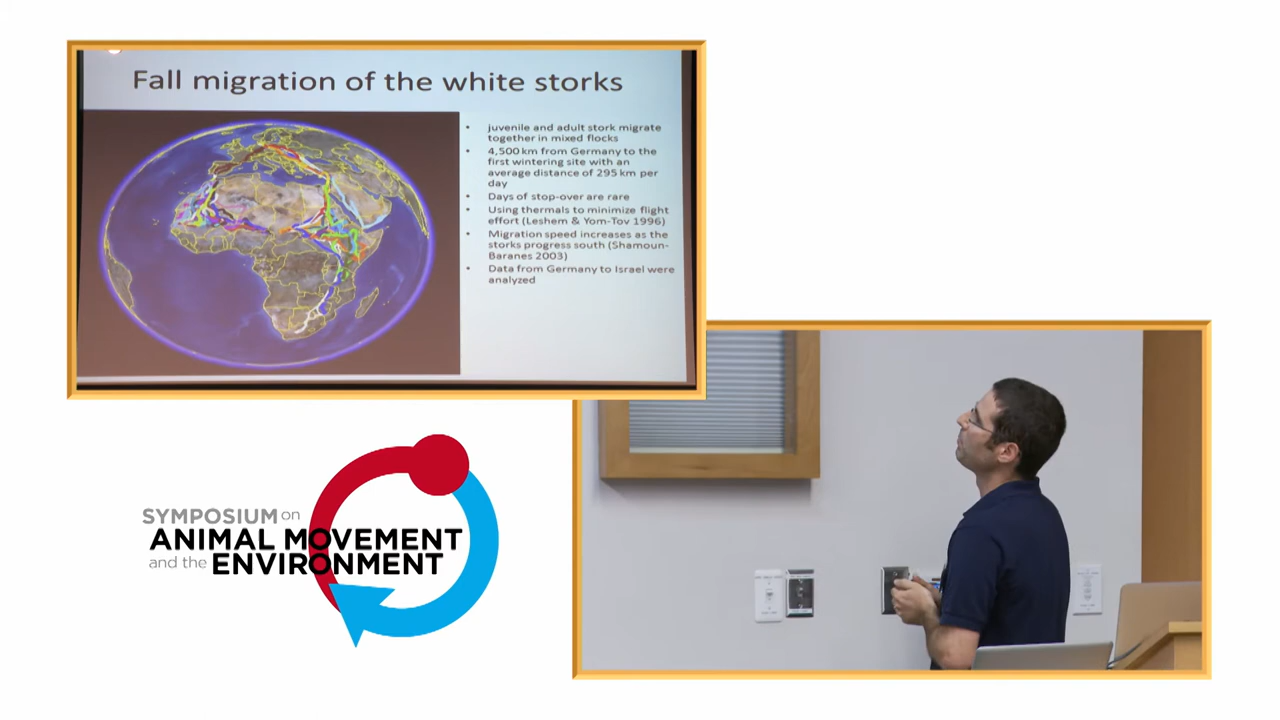 Fall migration of the white storks
• juvenile and adult stork migrate
together in mixed flocks
• 4,500 km from Germany to the
first wintering site with an
average distance of 295 km per
day
• Days of stop-over are rare
• Using thermals to minimize flight
effort (Leshem & Yom-Tov 1996)
• Migration speed increases as the
storks progress south (Shamoun-
Baranes 2003)
• Data from Germany to Israel were
analyzed
SYMPOSIUM on
ANIMAL MOVEMENT
and the ENVIRONMENT